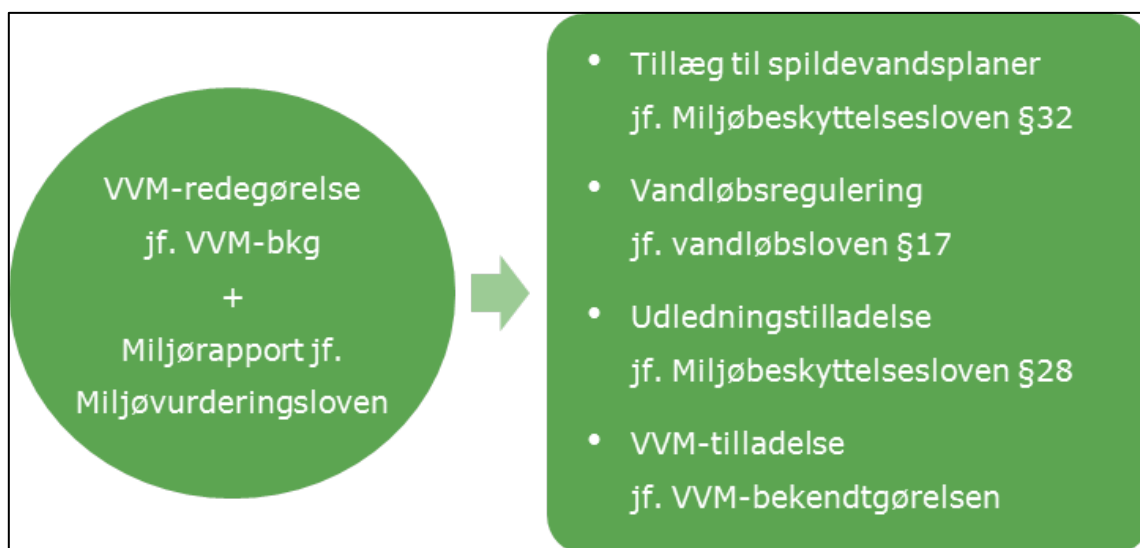 VVM-redegørelse
jf. VVM-bkg
+
Miljørapport jf.
Miljøvurderingsloven
• Tillæg til spildevandsplaner
jf. Miljøbeskyttelsesloven §32
• Vandløbsregulering
jf. vandløbsloven §17
• Udledningstilladelse
jf. Miljøbeskyttelsesloven §28
• VVM-tilladelse
jf. VVM-bekendtgørelsen